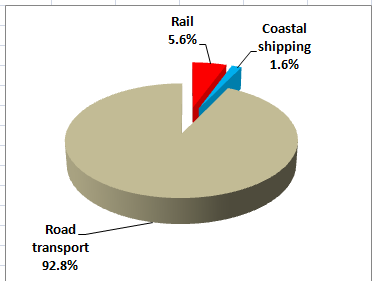 Rail
5.6%
Coastal
shipping
1.6%
Road
transport
92.8%